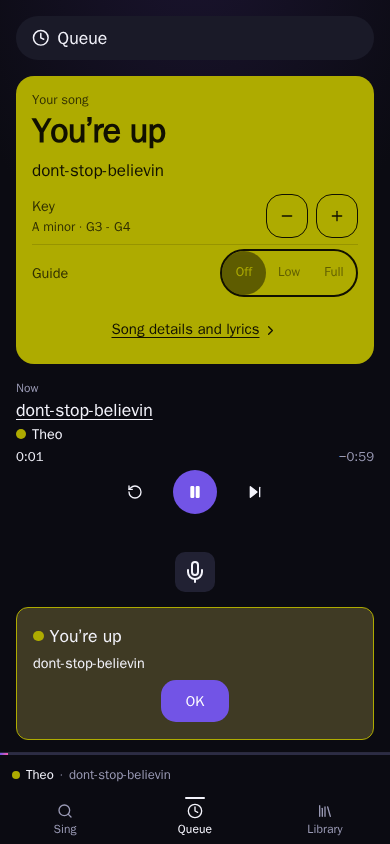 Queue
Your song
You're up
dont-stop-believin
Key
A minor · G3 - G4
Guide
Off Low Full
Song details and lyrics
Now
dont-stop-believin
Theo
0:01 −0:59
You're up
dont-stop-believin
OK
Theo · dont-stop-believin
Sing Queue Library